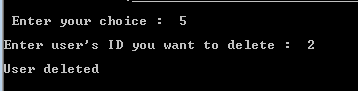 Enter your choice : 5
Enter user's ID you want to delete : 2
User deleted